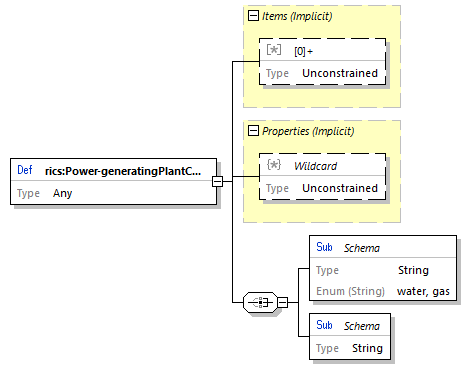 Items (Implicit)
[*] [0]+
Type Unconstrained
Properties (Implicit)
{*} Wildcard
Type Unconstrained
Def rics:Power-generatingPlantC...
Type Any
Sub Schema
Type String
Enum (String) water, gas
Sub Schema
Type String